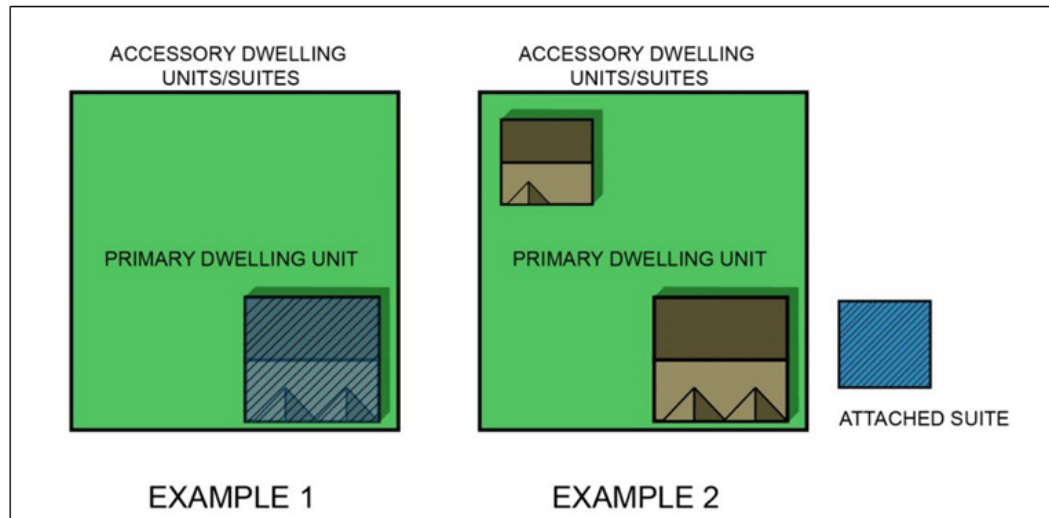 ACCESSORY DWELLING
UNITS/SUITES
PRIMARY DWELLING UNIT
EXAMPLE 1
ACCESSORY DWELLING
UNITS/SUITES
PRIMARY DWELLING UNIT
EXAMPLE 2
ATTACHED SUITE